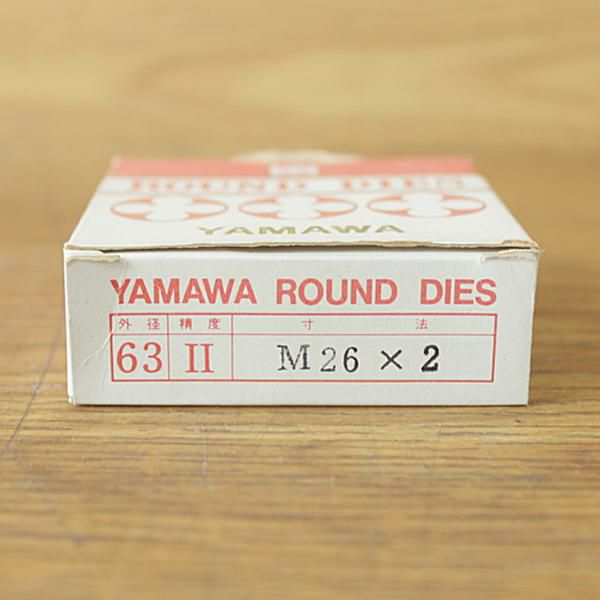 ROUND DIES
YAMAWA
YAMAWA ROUND DIES
外径 精度 寸法
63 II M26 × 2